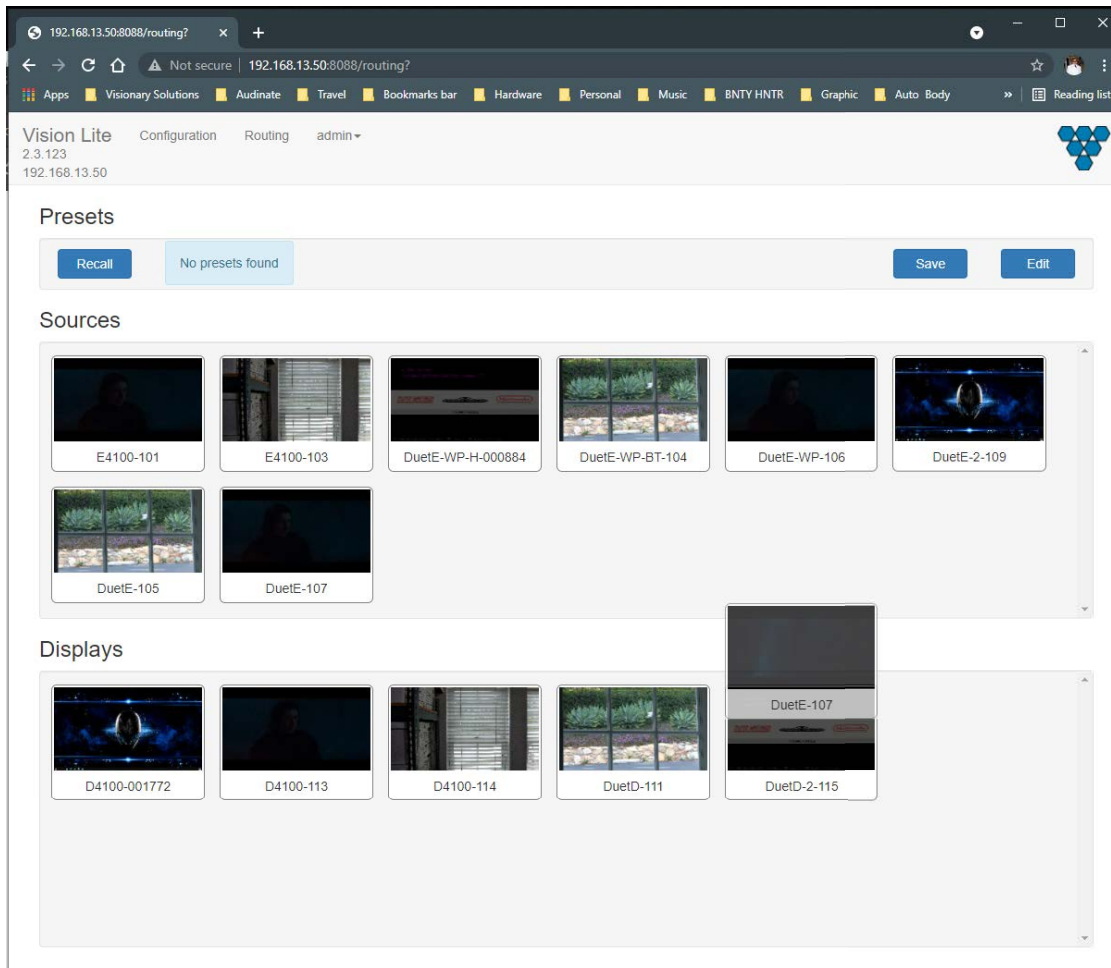 192.168.13.50:8088/routing?
Not secure | 192.168.13.50:8088/routing?
Apps Visionary Solutions Audinate Travel Bookmarks bar Hardware Personal Music BNTY HNTR Graphic Auto Body » Reading list
Vision Lite Configuration Routing admin
2.3.123
192.168.13.50
Presets
Recall No presets found Save Edit
Sources
E4100-101 E4100-103 DuetE-WP-H-000884 DuetE-WP-BT-104 DuetE-WP-106 DuetE-2-109
DuetE-105 DuetE-107
Displays
DuetE-107
D4100-001772 D4100-113 D4100-114 DuetD-111 DuetD-2-115